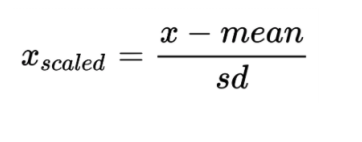 x_scaled = (x − mean) / sd